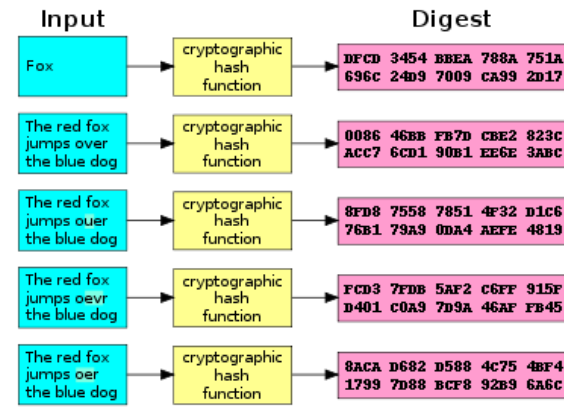 Input
Digest
Fox
cryptographic
hash
function
DFCD 3454 BBEA 788A 751A
696C 24D9 7009 CA99 2D17
The red fox
jumps over
the blue dog
cryptographic
hash
function
0086 46BB FB7D CBE2 823C
ACC7 6CD1 90B1 EE6E 3ABC
The red fox
jumps ouer
the blue dog
cryptographic
hash
function
8FD8 7558 7851 4F32 D1C6
76B1 79A9 0DA4 AEFE 4819
The red fox
jumps oevr
the blue dog
cryptographic
hash
function
FCD3 7FDB 5AF2 C6FF 915F
D401 C0A9 7D9A 46AF FB45
The red fox
jumps oer
the blue dog
cryptographic
hash
function
8ACA D682 D588 4C75 4BF4
1799 7D88 BCF8 92B9 6A6C